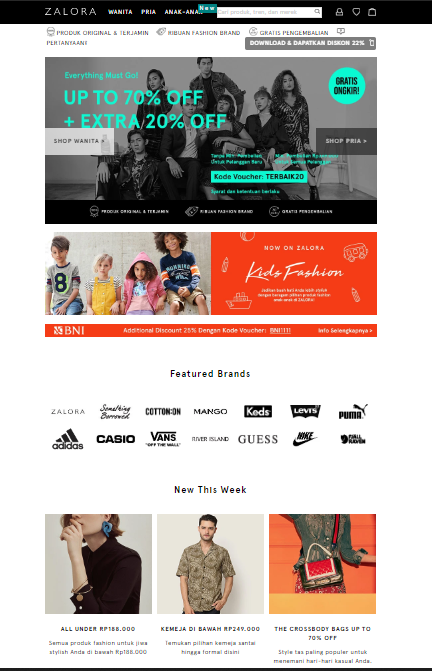 ZALORA WANITA PRIA ANAK-ANAK New Cari produk, tren, dan merek
PRODUK ORIGINAL & TERJAMIN RIBUAN FASHION BRAND GRATIS PENGEMBALIAN
PERTANYAAN? DOWNLOAD & DAPATKAN DISKON 22%
Everything Must Go!
UP TO 70% OFF
+ EXTRA 20% OFF
GRATIS
ONGKIR!
SHOP WANITA >
SHOP PRIA >
Tanpa Min. Pembelian
Untuk Pelanggan Baru
Untuk Semua Pelanggan
Kode Voucher: TERBAIK20
Syarat dan ketentuan berlaku
PRODUK ORIGINAL & TERJAMIN RIBUAN FASHION BRAND GRATIS PENGEMBALIAN
8
NOW ON ZALORA
Kids Fashion
BNI Additional Discount 25% Dengan Kode Voucher: BNI1111 Info Selengkapnya >
Featured Brands
ZALORA Something Borrowed COTTON:ON MANGO Keds LEVI'S PUMA
adidas CASIO VANS "OFF THE WALL" RIVER ISLAND GUESS NIKE FJALL RAVEN
New This Week
ALL UNDER RP188.000
Semua produk fashion untuk jiwa
stylish Anda di bawah Rp188.000
KEMEJA DI BAWAH RP249.000
Temukan pilihan kemeja santai
hingga formal disini
THE CROSSBODY BAGS UP TO
70% OFF
Style tas paling populer untuk
menemani hari-hari kasual Anda.